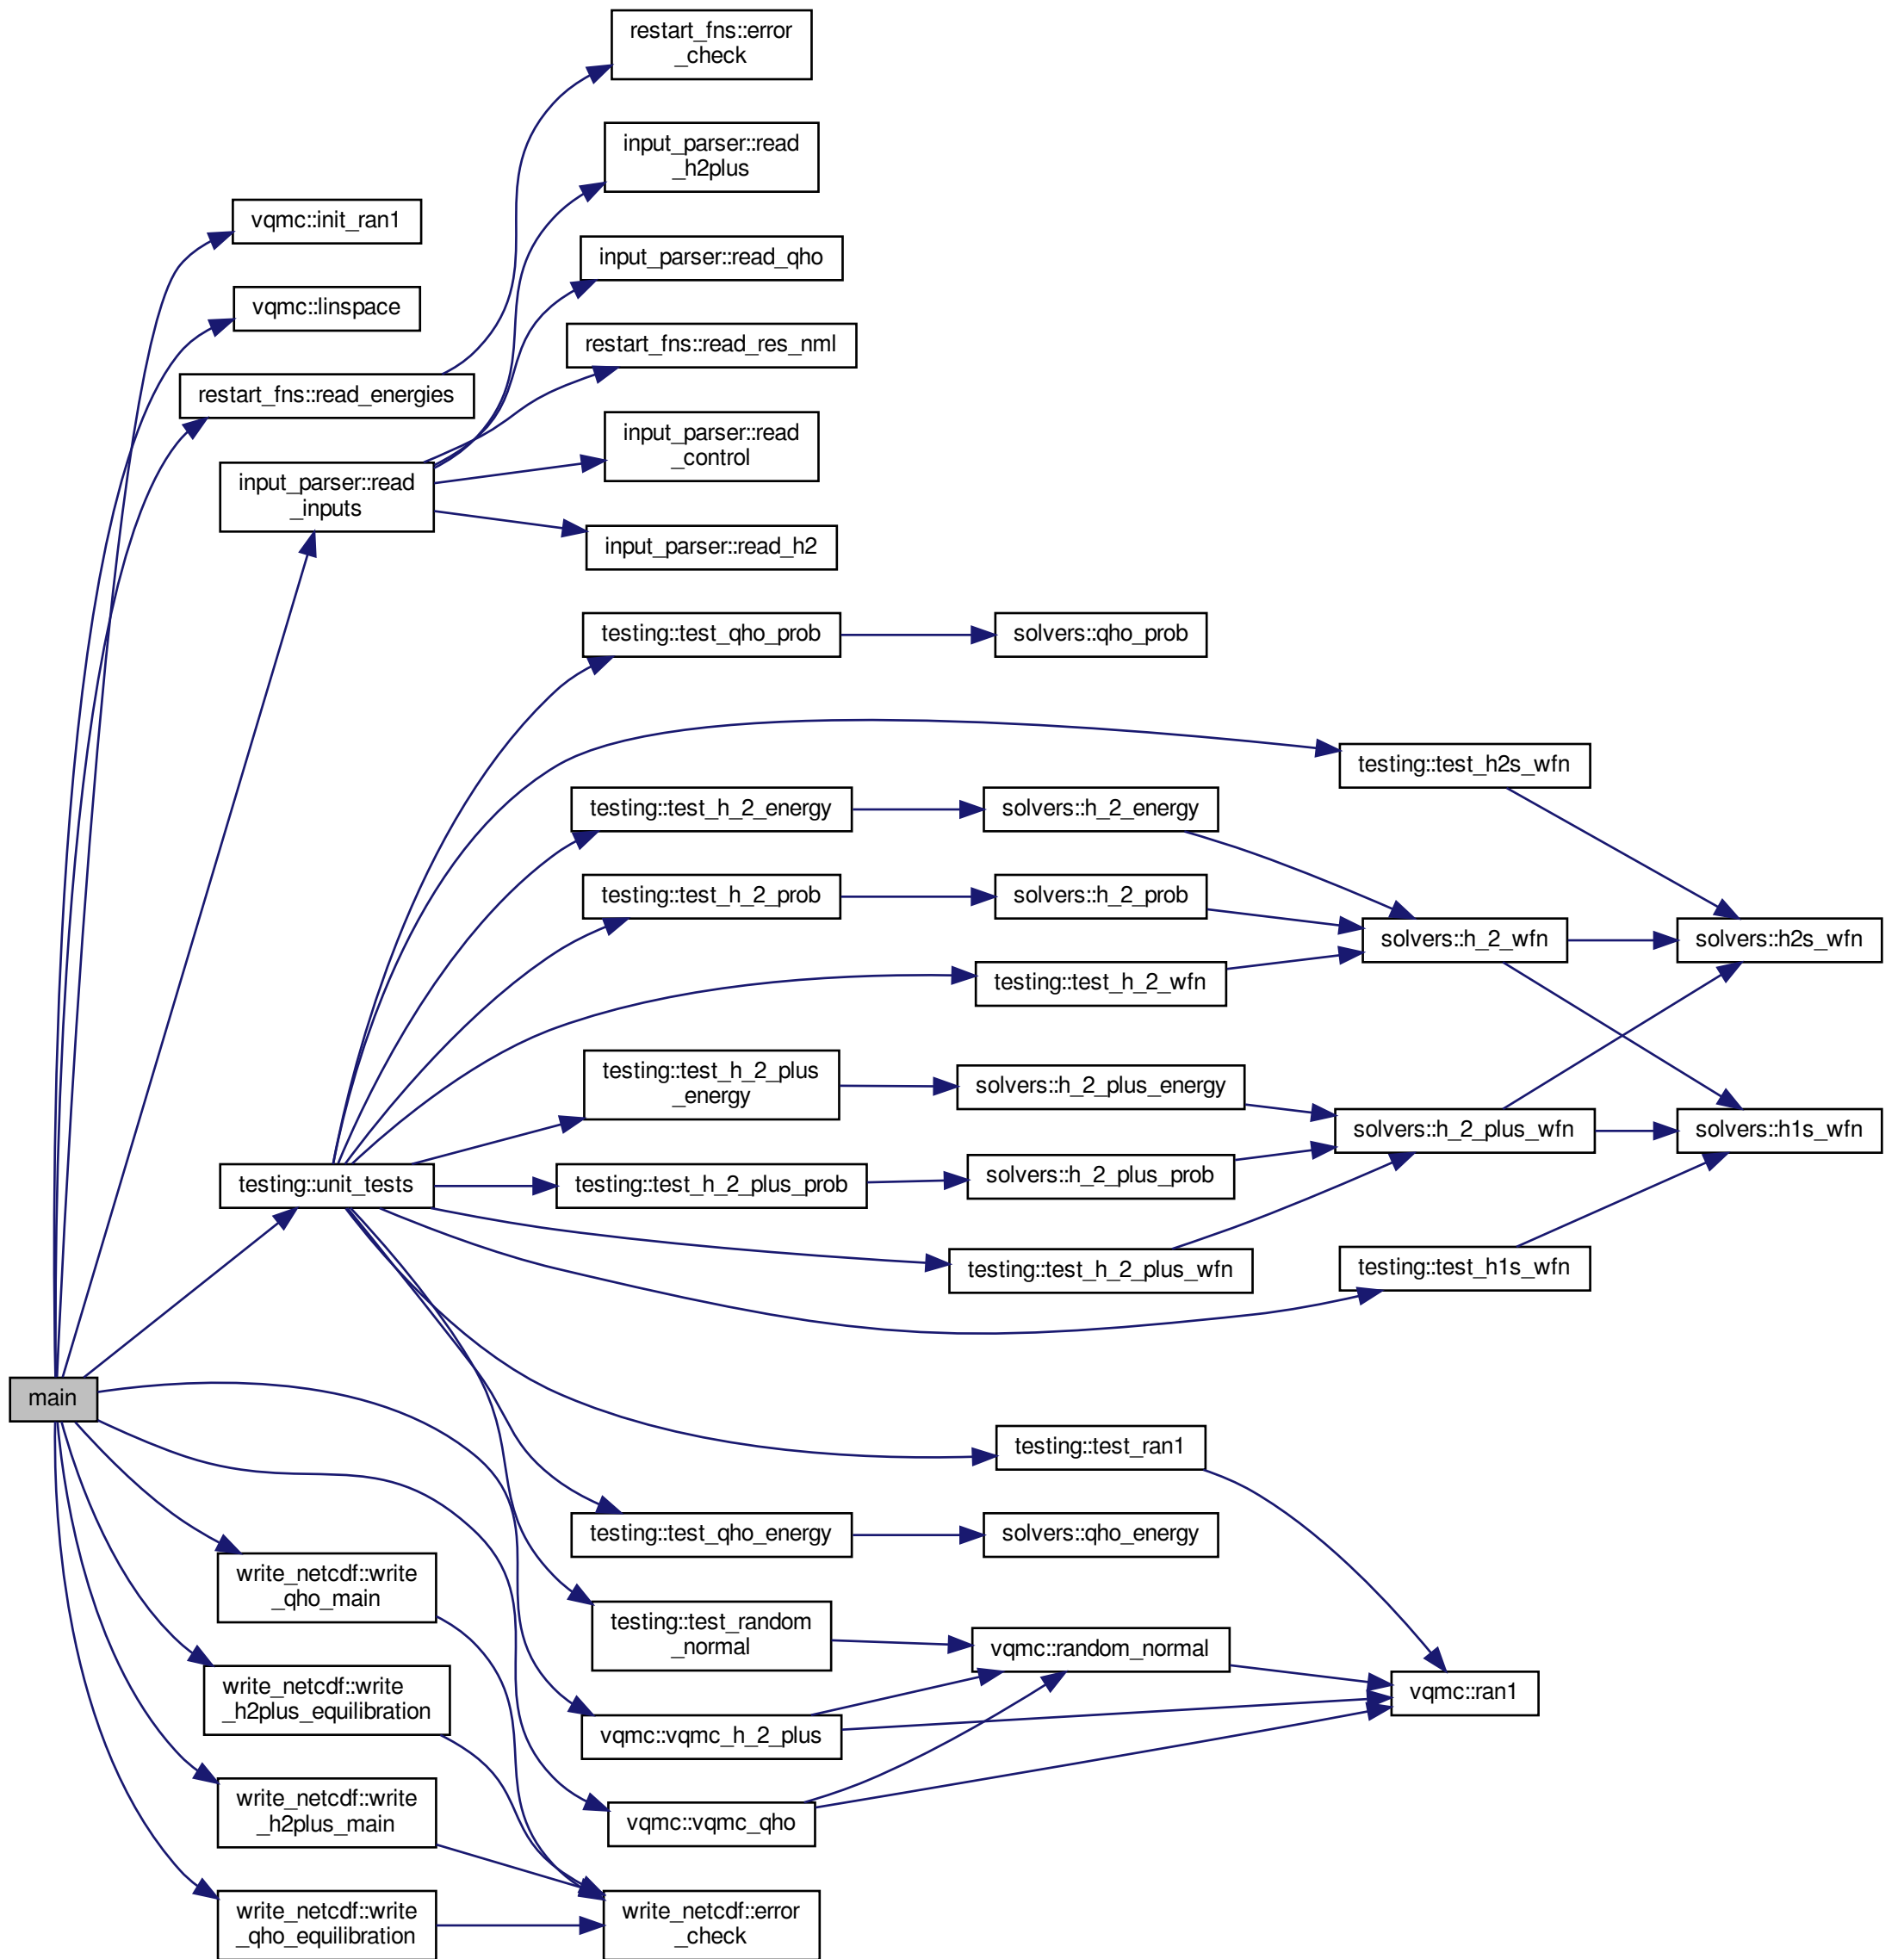 restart_fns::error
_check
input_parser::read
_h2plus
vqmc::init_ran1
input_parser::read_qho
vqmc::linspace
restart_fns::read_res_nml
restart_fns::read_energies
input_parser::read
_control
input_parser::read
_inputs
input_parser::read_h2
testing::test_qho_prob
solvers::qho_prob
testing::test_h2s_wfn
testing::test_h_2_energy
solvers::h_2_energy
testing::test_h_2_prob
solvers::h_2_prob
solvers::h_2_wfn
solvers::h2s_wfn
testing::test_h_2_wfn
testing::test_h_2_plus
_energy
solvers::h_2_plus_energy
solvers::h_2_plus_wfn
solvers::h1s_wfn
testing::unit_tests
testing::test_h_2_plus_prob
solvers::h_2_plus_prob
testing::test_h_2_plus_wfn
testing::test_h1s_wfn
main
testing::test_ran1
testing::test_qho_energy
solvers::qho_energy
write_netcdf::write
_qho_main
testing::test_random
_normal
vqmc::random_normal
write_netcdf::write
_h2plus_equilibration
vqmc::ran1
vqmc::vqmc_h_2_plus
write_netcdf::write
_h2plus_main
vqmc::vqmc_qho
write_netcdf::write
_qho_equilibration
write_netcdf::error
_check